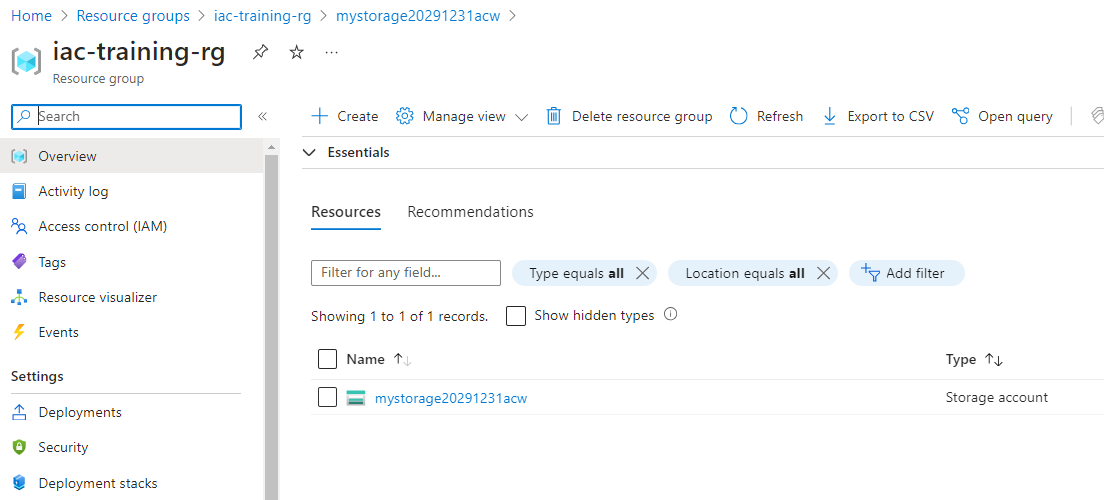 Home > Resource groups > iac-training-rg > mystorage20291231acw >
iac-training-rg
Resource group
Search
Overview
Activity log
Access control (IAM)
Tags
Resource visualizer
Events
Settings
Deployments
Security
Deployment stacks
Create Manage view Delete resource group Refresh Export to CSV Open query
Essentials
Resources Recommendations
Filter for any field... Type equals all Location equals all Add filter
Showing 1 to 1 of 1 records. Show hidden types
Name Type
mystorage20291231acw Storage account